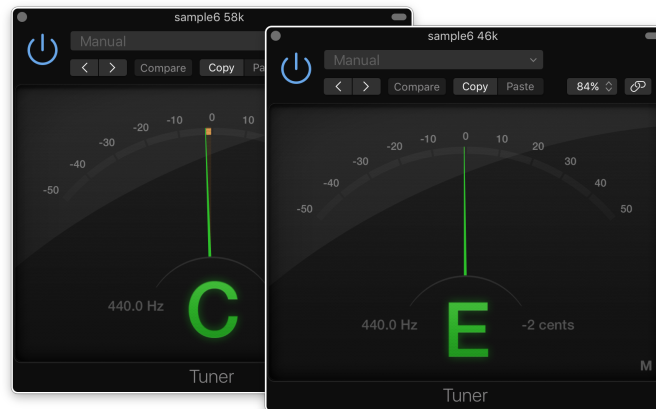 sample6 58k
Manual
Compare Copy
-50 -40 -30 -20 -10 0 10
440.0 Hz
C
Tuner
sample6 46k
Manual
Compare Copy Paste 84%
-50 -40 -30 -20 -10 0 10 20 30 40 50
440.0 Hz
E
-2 cents
M
Tuner